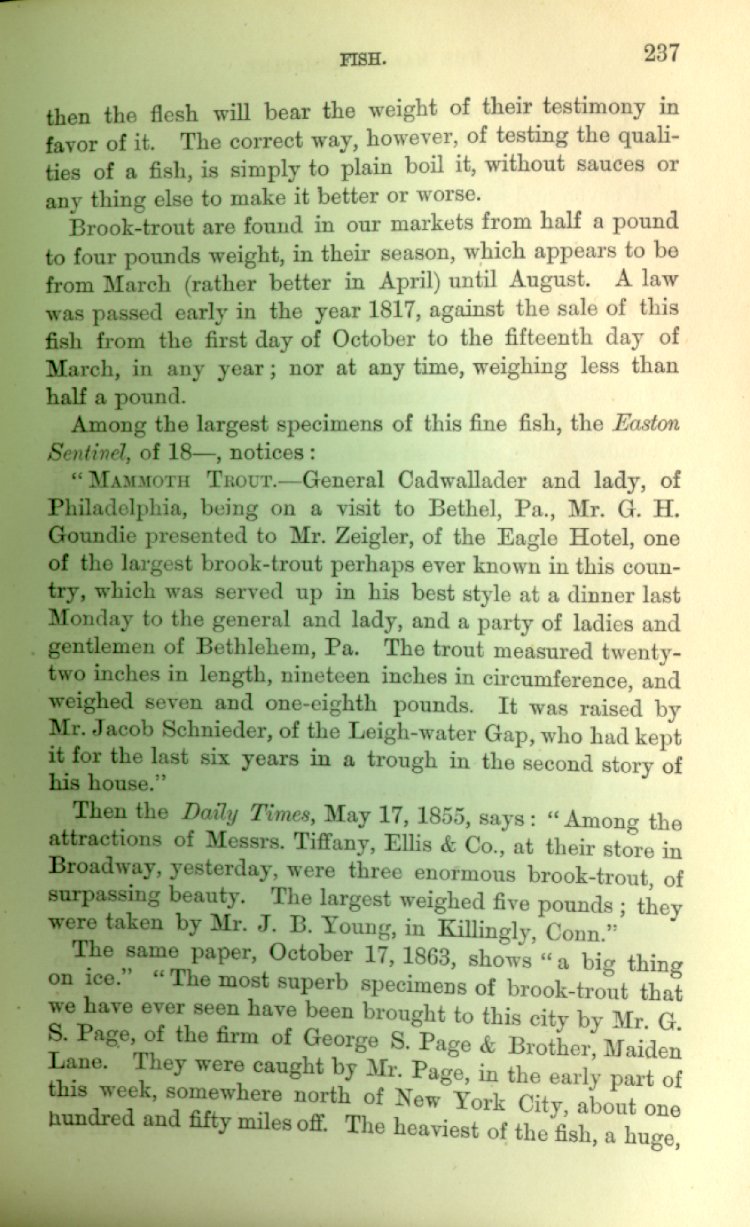 FISH. 237
then the flesh will bear the weight of their testimony in
favor of it. The correct way, however, of testing the quali-
ties of a fish, is simply to plain boil it, without sauces or
any thing else to make it better or worse.
Brook-trout are found in our markets from half a pound
to four pounds weight, in their season, which appears to be
from March (rather better in April) until August. A law
was passed early in the year 1817, against the sale of this
fish from the first day of October to the fifteenth day of
March, in any year; nor at any time, weighing less than
half a pound.
Among the largest specimens of this fine fish, the Easton
Sentinel, of 18—, notices:
"MAMMOTH TROUT.—General Cadwallader and lady, of
Philadelphia, being on a visit to Bethel, Pa., Mr. G. H.
Goundie presented to Mr. Zeigler, of the Eagle Hotel, one
of the largest brook-trout perhaps ever known in this coun-
try, which was served up in his best style at a dinner last
Monday to the general and lady, and a party of ladies and
gentlemen of Bethlehem, Pa. The trout measured twenty-
two inches in length, nineteen inches in circumference, and
weighed seven and one-eighth pounds. It was raised by
Mr. Jacob Schnieder, of the Leigh-water Gap, who had kept
it for the last six years in a trough in the second story of
his house."
Then the Daily Times, May 17, 1855, says: "Among the
attractions of Messrs. Tiffany, Ellis & Co., at their store in
Broadway, yesterday, were three enormous brook-trout, of
surpassing beauty. The largest weighed five pounds; they
were taken by Mr. J. B. Young, in Killingly, Conn."
The same paper, October 17, 1863, shows "a big thing
on ice." "The most superb specimens of brook-trout that
we have ever seen have been brought to this city by Mr. G.
S. Page, of the firm of George S. Page & Brother, Maiden
Lane. They were caught by Mr. Page, in the early part of
this week, somewhere north of New York City, about one
hundred and fifty miles off. The heaviest of the fish, a huge,